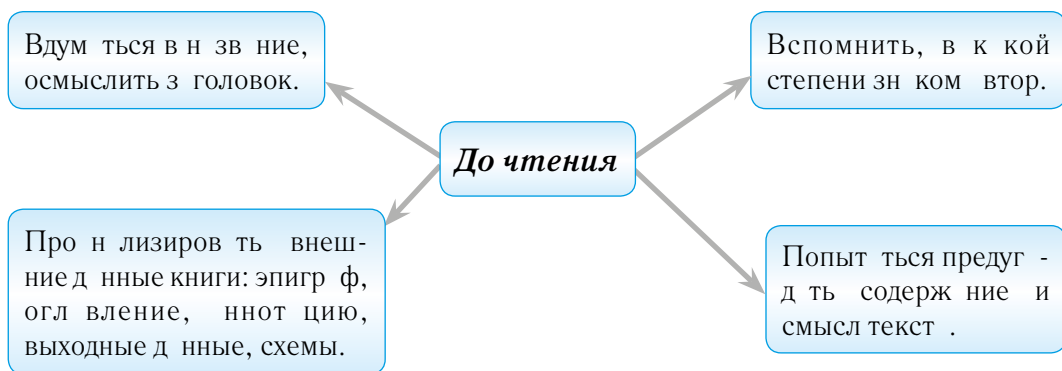 Вдум ться в н зв ние,
осмыслить з головок.
Вспомнить, в к кой
степени зн ком втор.
До чтения
Про н лизиров ть внеш-
ние д нные книги: эпигр ф,
огл вление, ннот цию,
выходные д нные, схемы.
Попыт ться предуг -
д ть содерж ние и
смысл текст .